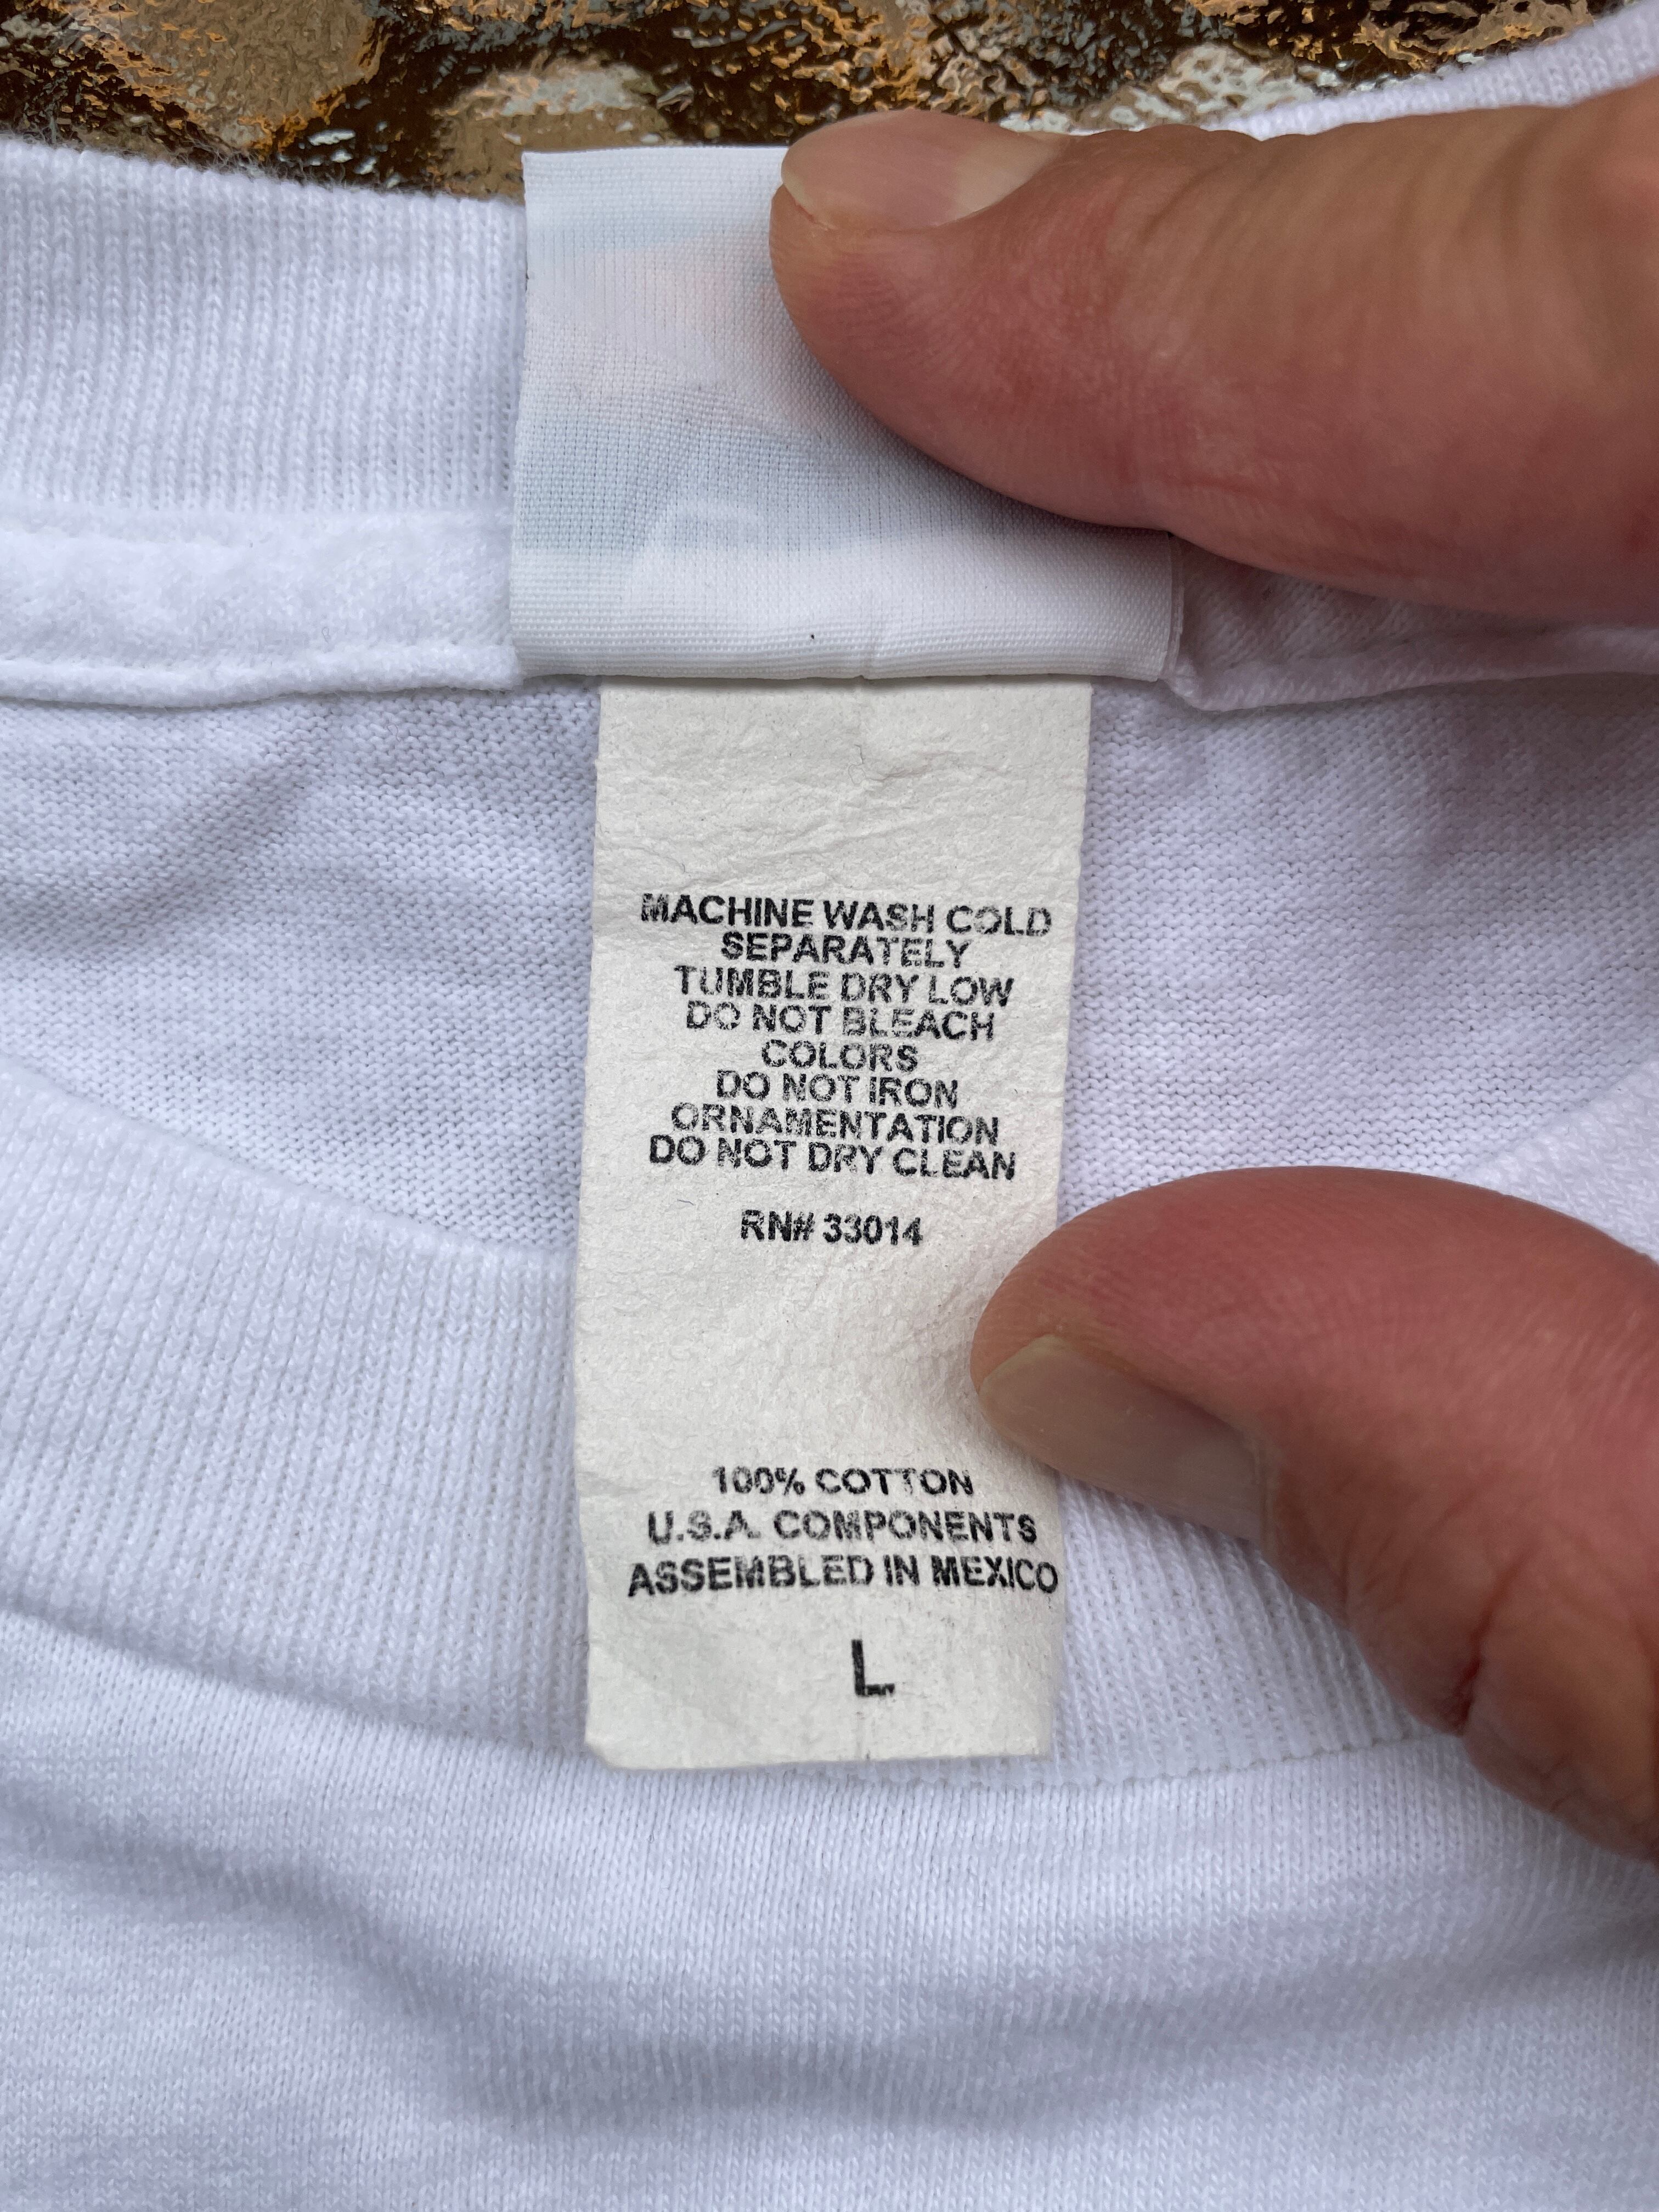 MACHINE WASH COLD
SEPARATELY
TUMBLE DRY LOW
DO NOT BLEACH
COLORS
DO NOT IRON
ORNAMENTATION
DO NOT DRY CLEAN
RN# 33014
100% COTTON
U.S.A. COMPONENTS
ASSEMBLED IN MEXICO
L